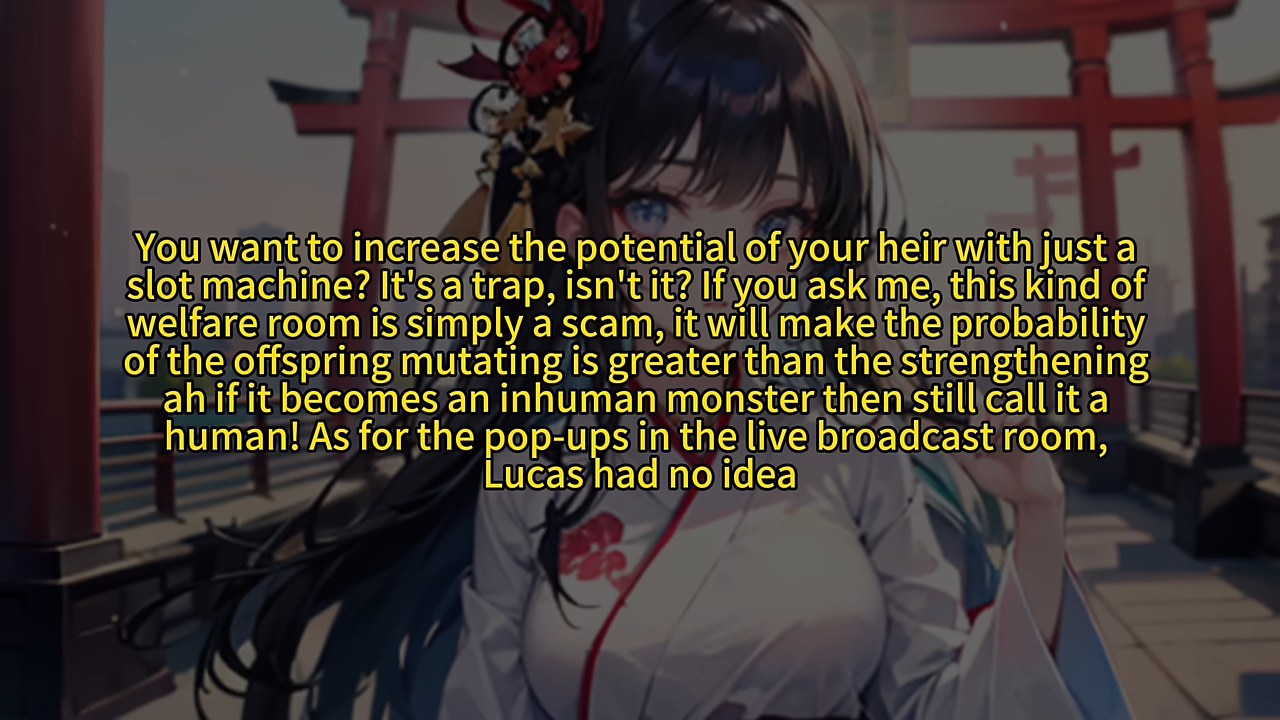 You want to increase the potential of your heir with just a
slot machine? It's a trap, isn't it? If you ask me, this kind of
welfare room is simply a scam, it will make the probability
of the offspring mutating is greater than the strengthening
ah if it becomes an inhuman monster then still call it a
human! As for the pop-ups in the live broadcast room,
Lucas had no idea